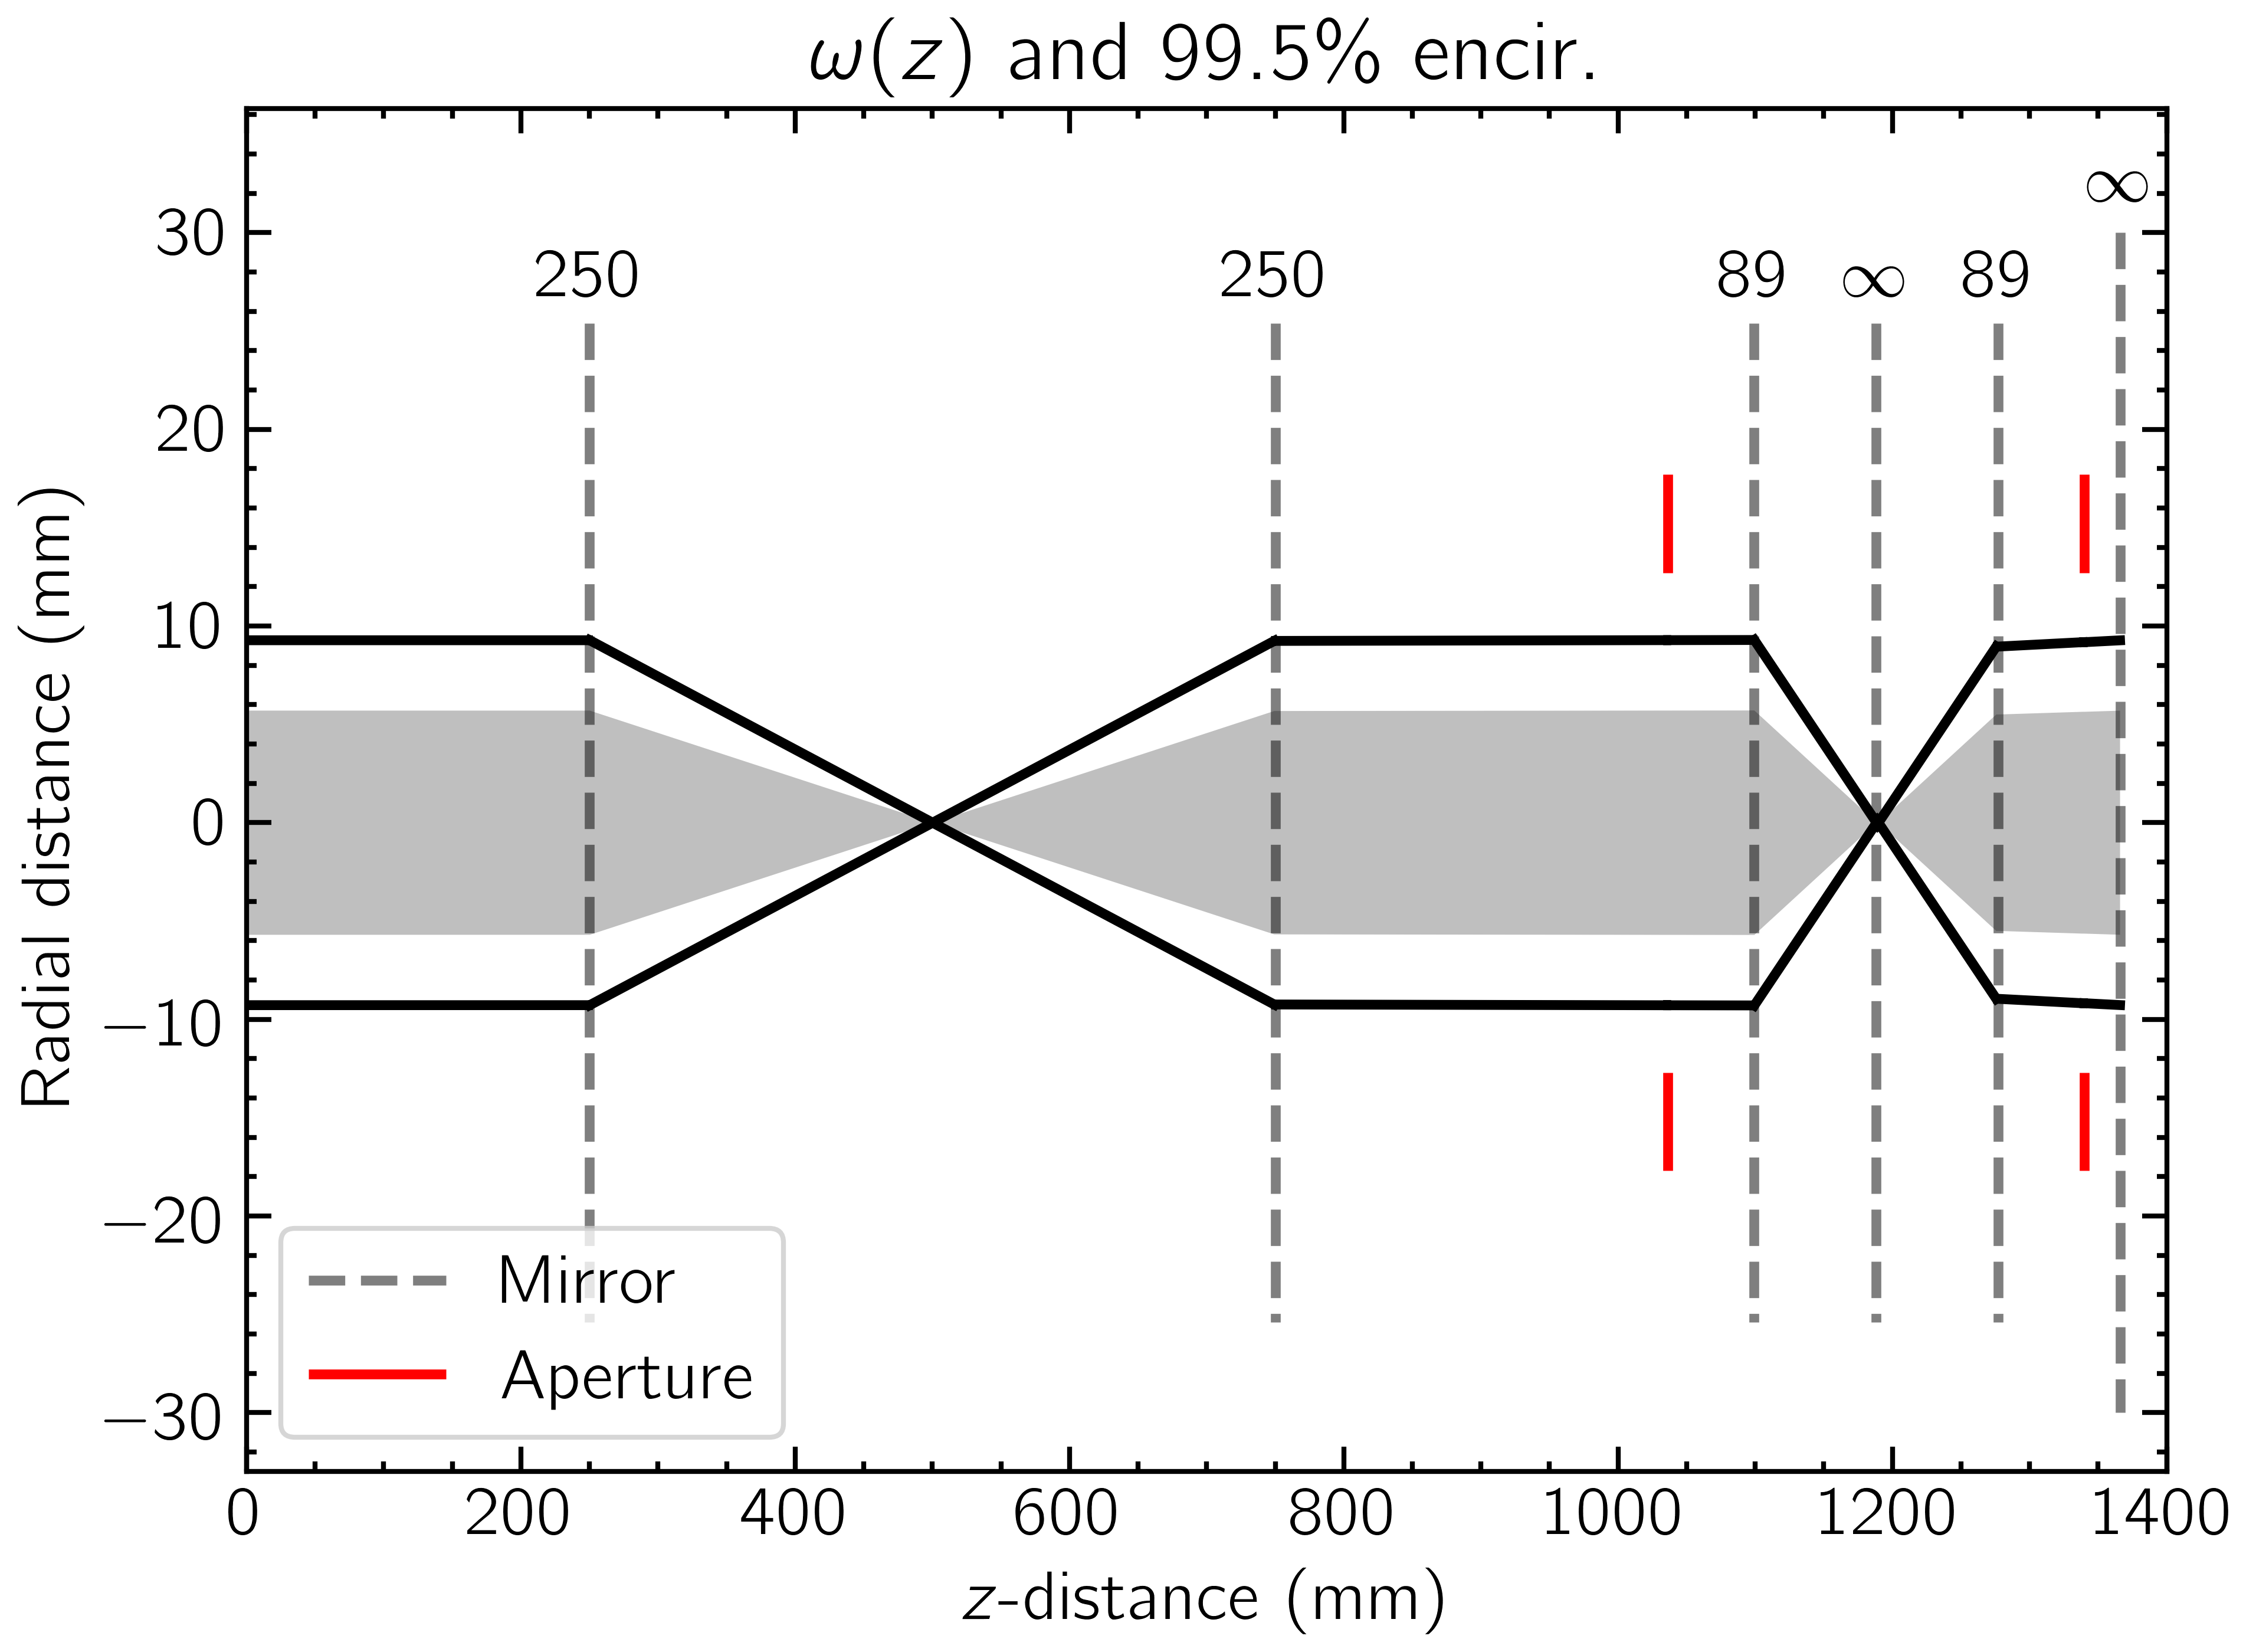 ω(z) and 99.5% encir.
∞
250 250 89 ∞ 89
30
20
10
0
−10
−20
−30
Radial distance (mm)
Mirror
Aperture
0 200 400 600 800 1000 1200 1400
z-distance (mm)